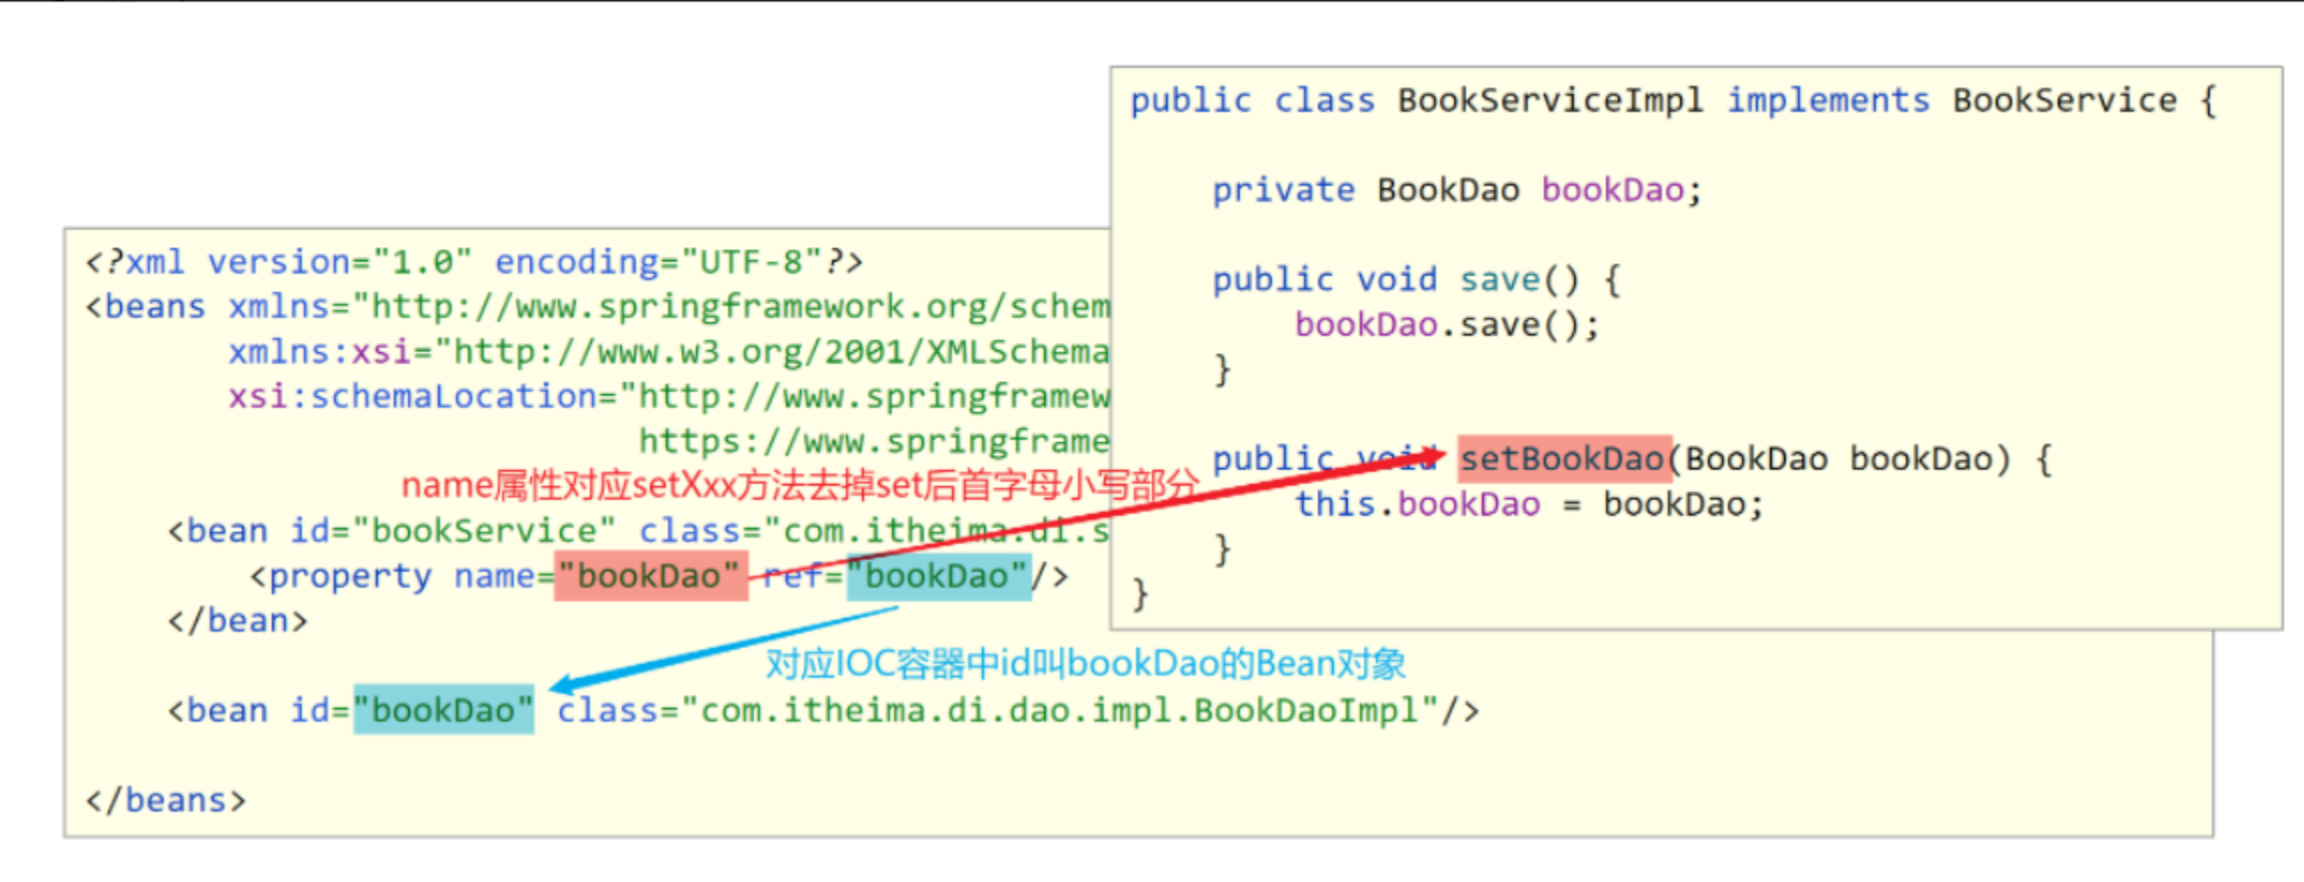 public class BookServiceImpl implements BookService {
private BookDao bookDao;
public void save() {
bookDao.save();
}
public void setBookDao(BookDao bookDao) {
this.bookDao = bookDao;
}
}
<?xml version="1.0" encoding="UTF-8"?>
<beans xmlns="http://www.springframework.org/schem
xmlns:xsi="http://www.w3.org/2001/XMLSchema
xsi:schemaLocation="http://www.springframew
https://www.springframe
name属性对应setXxx方法去掉set后首字母小写部分
<bean id="bookService" class="com.itheima.di.s
<property name="bookDao" ref="bookDao"/>
</bean>
对应IOC容器中id叫bookDao的Bean对象
<bean id="bookDao" class="com.itheima.di.dao.impl.BookDaoImpl"/>
</beans>